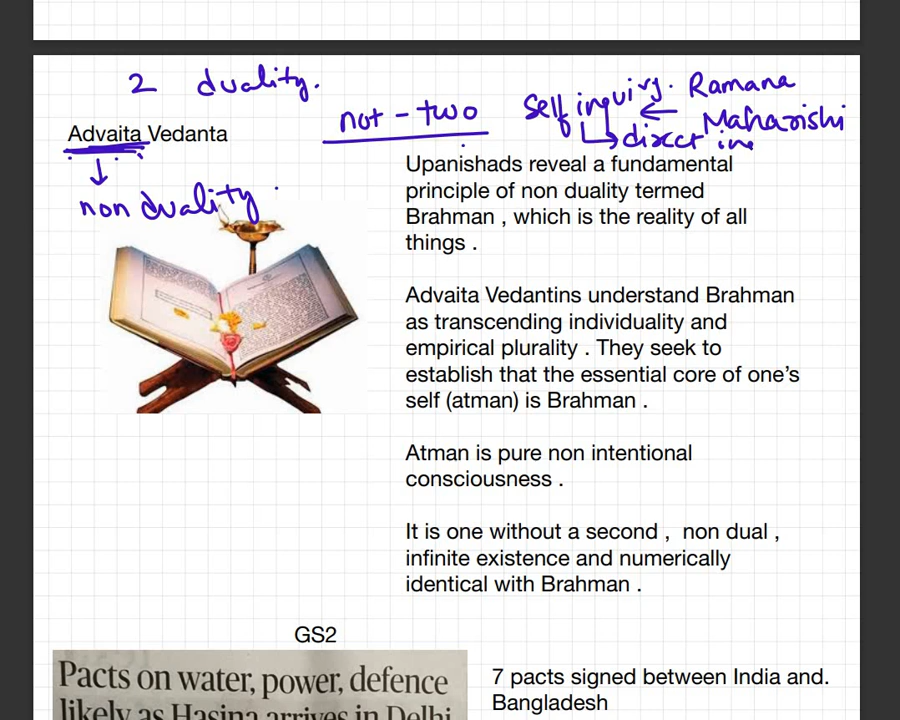 2 duality.
not - two
Self inquiry. Ramana
Maharishi
direct in
Advaita Vedanta
non duality
Upanishads reveal a fundamental
principle of non duality termed
Brahman , which is the reality of all
things .
Advaita Vedantins understand Brahman
as transcending individuality and
empirical plurality . They seek to
establish that the essential core of one’s
self (atman) is Brahman .
Atman is pure non intentional
consciousness .
It is one without a second , non dual ,
infinite existence and numerically
identical with Brahman .
GS2
Pacts on water, power, defence
likely as Hasina arrives in Delhi
7 pacts signed between India and.
Bangladesh